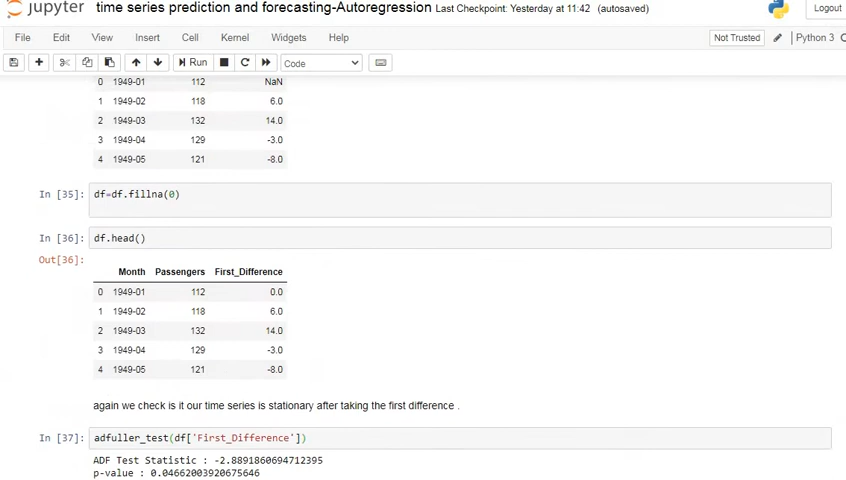 jupyter time series prediction and forecasting-Autoregression Last Checkpoint: Yesterday at 11:42 (autosaved) Logout
File Edit View Insert Cell Kernel Widgets Help Not Trusted Python 3
Run Code
0 1949-01 112 NaN
1 1949-02 118 6.0
2 1949-03 132 14.0
3 1949-04 129 -3.0
4 1949-05 121 -8.0
In [35]: df=df.fillna(0)
In [36]: df.head()
Out[36]:
Month Passengers First_Difference
0 1949-01 112 0.0
1 1949-02 118 6.0
2 1949-03 132 14.0
3 1949-04 129 -3.0
4 1949-05 121 -8.0
again we check is it our time series is stationary after taking the first difference .
In [37]: adfuller_test(df['First_Difference'])
ADF Test Statistic : -2.8891860694712395
p-value : 0.04662003920675646